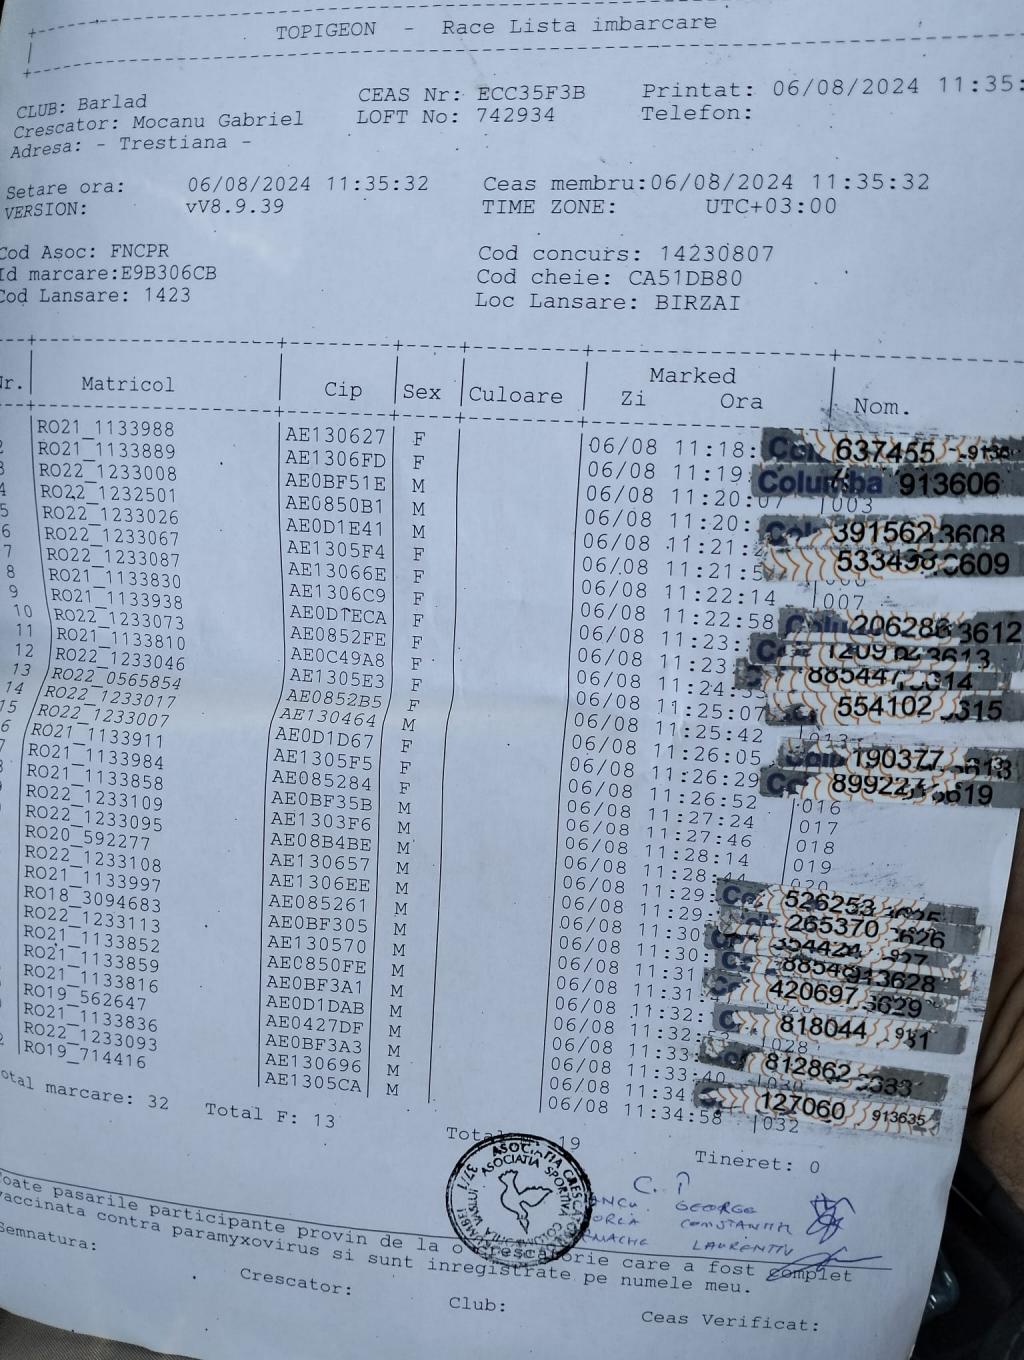 TOPIGEON - Race Lista imbarcare
CLUB: Barlad CEAS Nr: ECC35F3B Printat: 06/08/2024 11:35:
Crescator: Mocanu Gabriel LOFT No: 742934 Telefon:
Adresa: - Trestiana -
Setare ora: 06/08/2024 11:35:32 Ceas membru:06/08/2024 11:35:32
VERSION: vV8.9.39 TIME ZONE: UTC+03:00
Cod Asoc: FNCPR Cod concurs: 14230807
Id marcare:E9B306CB Cod cheie: CA51DB80
Cod Lansare: 1423 Loc Lansare: BIRZAI
Nr. Matricol Cip Sex Culoare Marked Zi Ora Nom.
RO21_1133988 AE130627 F 06/08 11:18: 637455
RO21_1133889 AE1306FD F 06/08 11:19 Columba 913606
RO22_1233008 AE0BF51E M 06/08 11:20:07 |003
RO22_1232501 AE0850B1 M 06/08 11:20: 391562 3608
RO22_1233026 AE0D1E41 M 06/08 11:21: 533438 609
RO22_1233067 AE1305F4 F 06/08 11:21:5
RO22_1233087 AE13066E F 06/08 11:22:14 |007
RO21_1133830 AE1306C9 F 06/08 11:22:58 206286 3612
RO21_1133938 F 06/08 11:23: 3613
RO22_1233073 AE0852FE F 06/08 11:23 885447
RO21_1133810 AE0C49A8 F 06/08 11:24: 554102
RO22_1233046 AE1305E3 F 06/08 11:25:07
RO22_0565854 AE0852B5 F 06/08 11:25:42
RO22_1233017 AE130464 M 06/08 11:26:05 190377
RO22_1233007 AE0D1D67 F 06/08 11:26:29 619
RO21_1133911 AE1305F5 F 06/08 11:26:52 |016
RO21_1133984 AE085284 M 06/08 11:27:24 017
RO21_1133858 AE0BF35B M 06/08 11:27:46 018
RO22_1233109 AE1303F6 M 06/08 11:28:14 019
RO22_1233095 AE08B4BE M 06/08 11:28:44 020
RO20_592277 AE130657 M 06/08 11:29: 526253
RO22_1233108 AE1306EE M 06/08 11:29: 265370 626
RO21_1133997 AE085261 M 06/08 11:30
RO18_3094683 AE0BF305 M 06/08 11:30: 913628
RO22_1233113 AE130570 M 06/08 11:31 420697 3629
RO21_1133852 AE0850FE M 06/08 11:31
RO21_1133859 AE0BF3A1 M 06/08 11:32: 818044
RO21_1133816 AE0D1DAB M 06/08 11:32: 028
RO19_562647 AE0427DF M 06/08 11:33 812862
RO21_1133836 AE0BF3A3 M 06/08 11:33:40 |030
RO22_1233093 AE130696 M 06/08 11:34 127060 913635
RO19_714416 AE1305CA M 06/08 11:34:58 |032
otal marcare: 32 Total F: 13 19 Tineret: 0
GEORGE
CONSTANTIN
LAURENTIU
Toate pasarile participante provin de la o crescatorie care a fost complet
vaccinata contra paramyxovirus si sunt inregistrate pe numele meu.
Semnatura: Crescator: Club: Ceas Verificat: